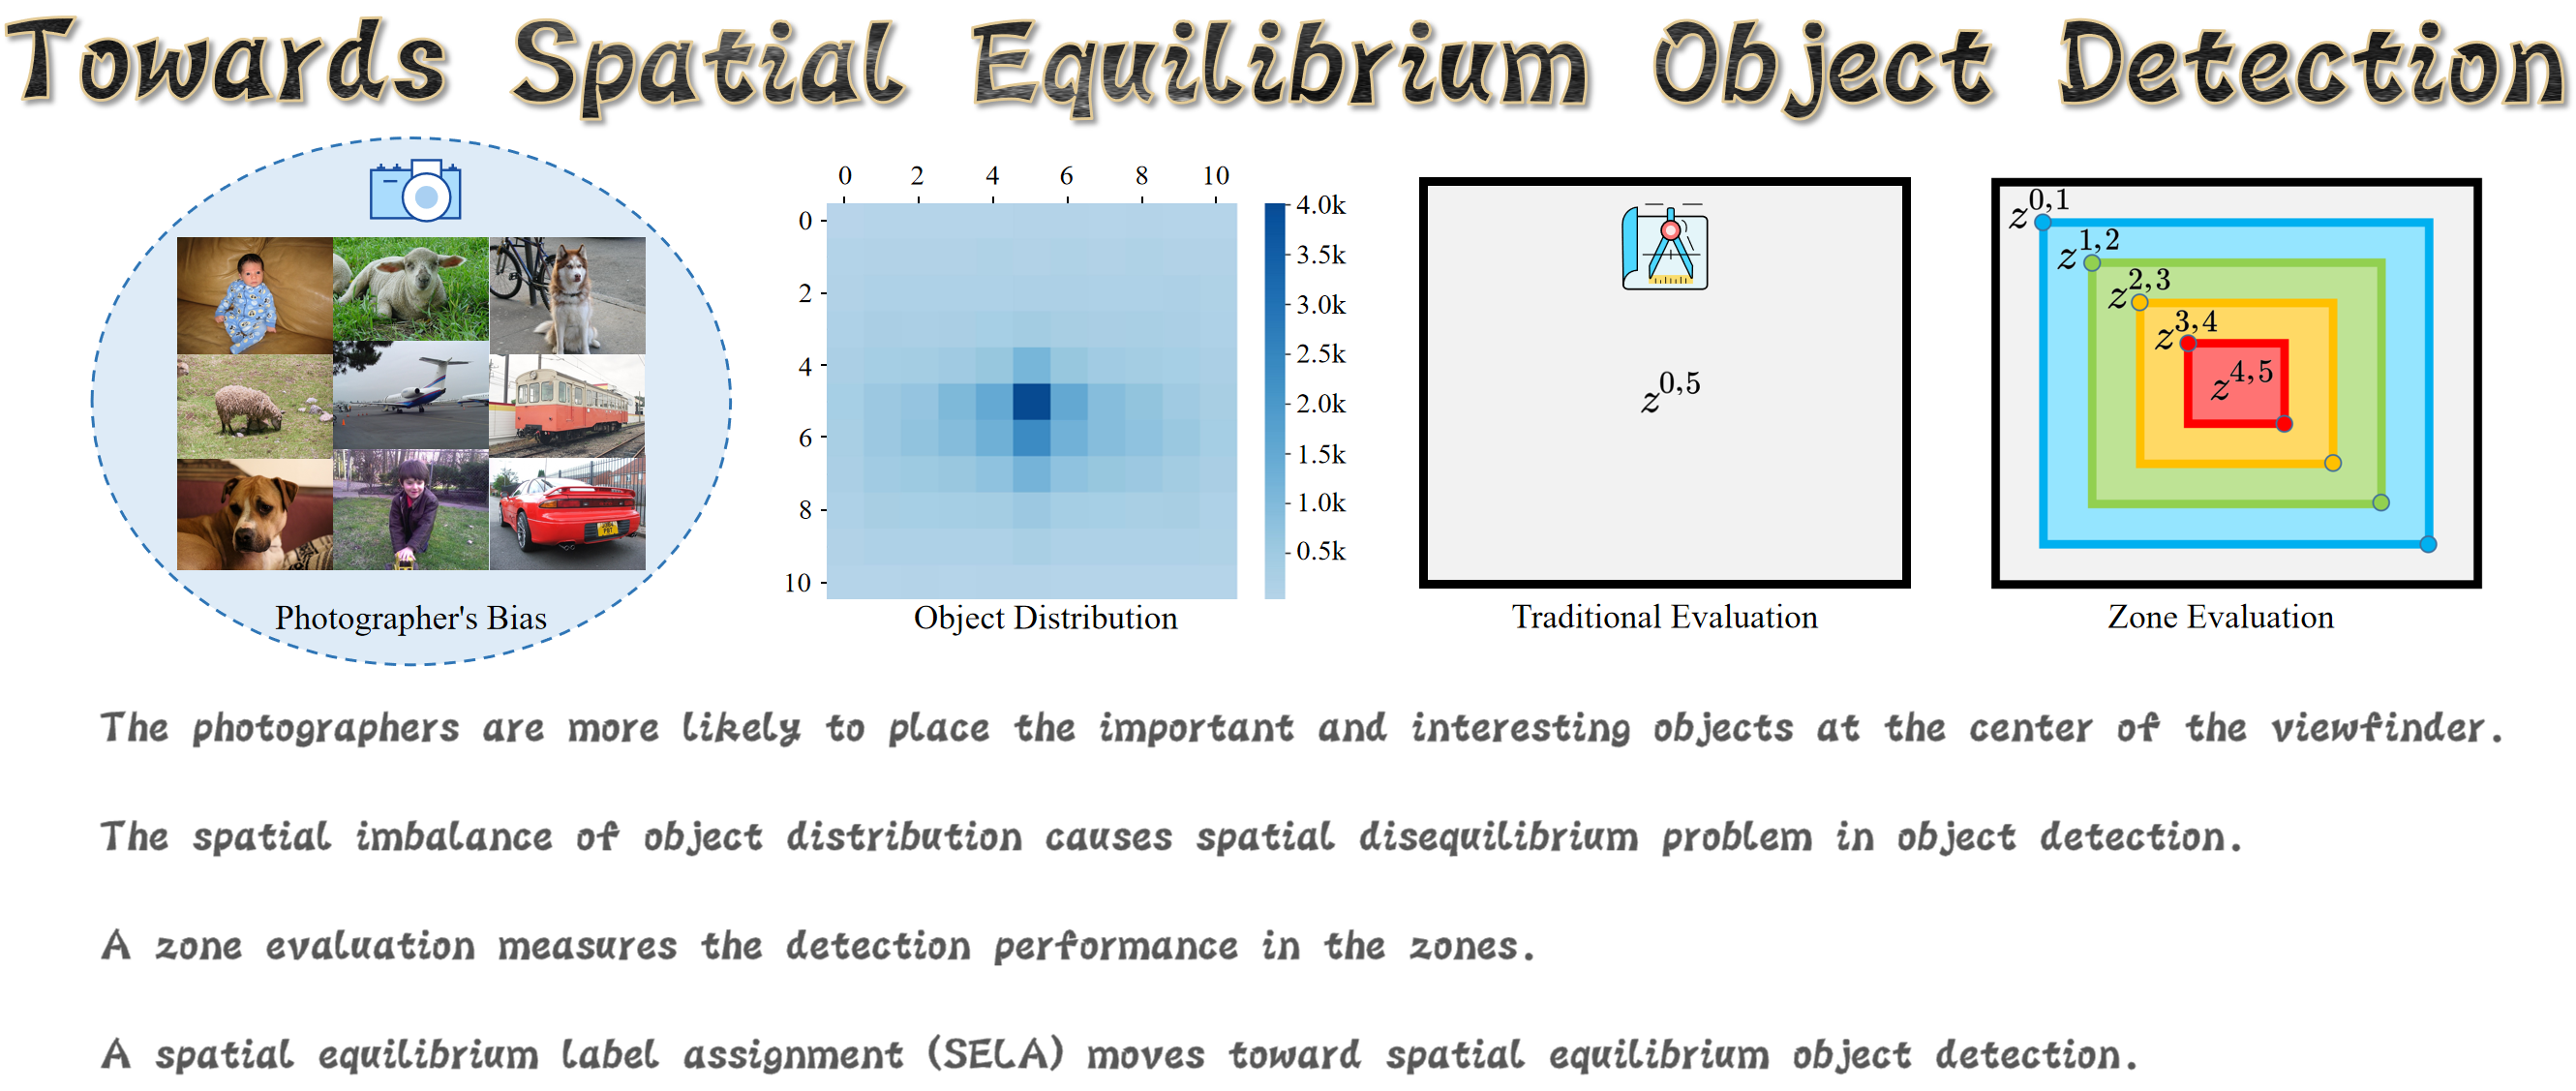 Towards Spatial Equilibrium Object Detection
Photographer's Bias
0 2 4 6 8 10
0
2
4
6
8
10
4.0k
3.5k
3.0k
2.5k
2.0k
1.5k
1.0k
0.5k
Object Distribution
z^{0,5}
Traditional Evaluation
z^{0,1}
z^{1,2}
z^{2,3}
z^{3,4}
z^{4,5}
Zone Evaluation
The photographers are more likely to place the important and interesting objects at the center of the viewfinder.
The spatial imbalance of object distribution causes spatial disequilibrium problem in object detection.
A zone evaluation measures the detection performance in the zones.
A spatial equilibrium label assignment (SELA) moves toward spatial equilibrium object detection.